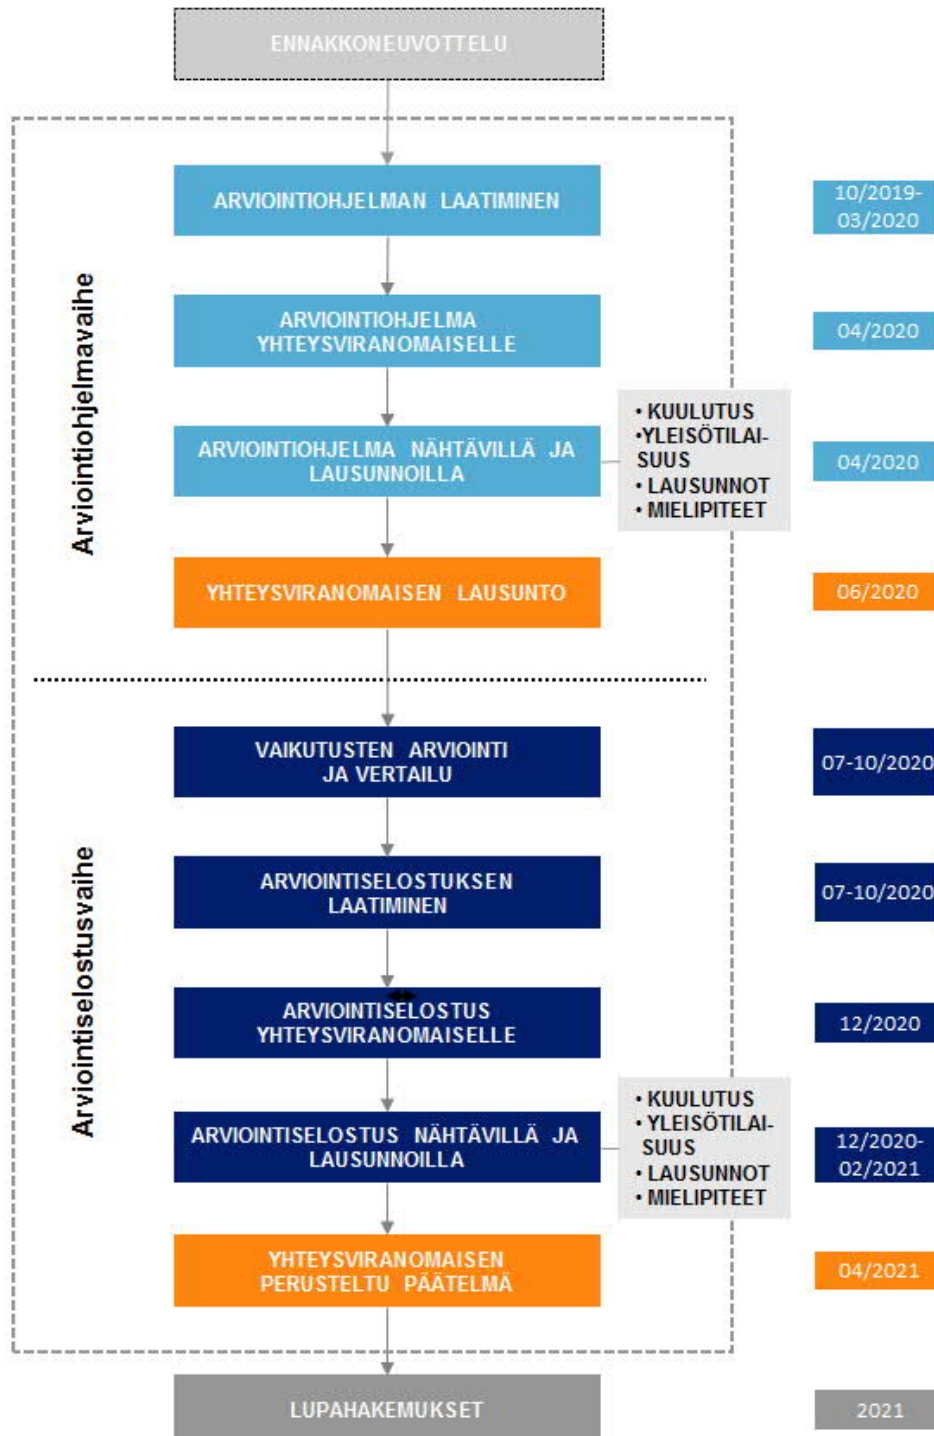 ENNAKKONEUVOTTELU
Arviointiohjelmavaihe
ARVIOINTIOHJELMAN LAATIMINEN
10/2019-
03/2020
ARVIOINTIOHJELMA
YHTEYSVIRANOMAISELLE
04/2020
ARVIOINTIOHJELMA NÄHTÄVILLÄ JA
LAUSUNNOILLA
• KUULUTUS
•YLEISÖTILAI-
SUUS
• LAUSUNNOT
• MIELIPITEET
04/2020
YHTEYSVIRANOMAISEN LAUSUNTO
06/2020
Arviointiselostusvaihe
VAIKUTUSTEN ARVIOINTI
JA VERTAILU
07-10/2020
ARVIOINTISELOSTUKSEN
LAATIMINEN
07-10/2020
ARVIOINTISELOSTUS
YHTEYSVIRANOMAISELLE
12/2020
ARVIOINTISELOSTUS NÄHTÄVILLÄ JA
LAUSUNNOILLA
• KUULUTUS
• YLEISÖTILAI-
SUUS
• LAUSUNNOT
• MIELIPITEET
12/2020-
02/2021
YHTEYSVIRANOMAISEN
PERUSTELTU PÄÄTELMÄ
04/2021
LUPAHAKEMUKSET
2021